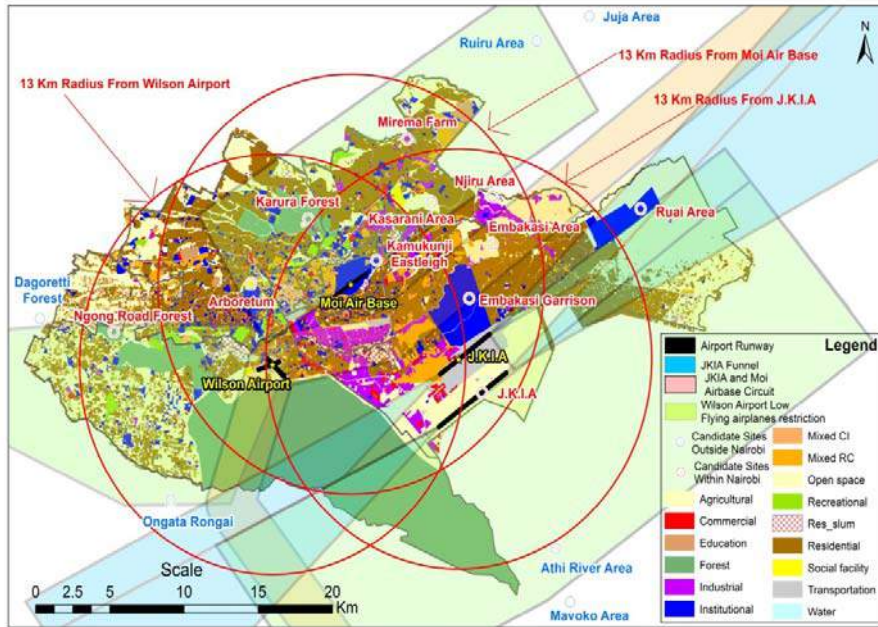 Juja Area
Ruiru Area
N
13 Km Radius From Moi Air Base
13 Km Radius From Wilson Airport
13 Km Radius From J.K.I.A
Mirema Farm
Njiru Area
Karura Forest
Kasarani Area
Ruai Area
Embakasi Area
Kamukunji
Eastleigh
Dagoretti
Forest
Arboretum
Moi Air Base
Embakasi Garrison
Ngong Road Forest
J.K.I.A
Wilson Airport
J.K.I.A
Ongata Rongai
Athi River Area
Mavoko Area
Scale
0 2.5 5 10 15 20
Km
Legend
Airport Runway
JKIA Funnel
JKIA and Moi
Airbase Circuit
Wilson Airport Low
Flying airplanes restriction
Candidate Sites
Outside Nairobi
Candidate Sites
Within Nairobi
Agricultural
Commercial
Education
Forest
Industrial
Institutional
Mixed CI
Mixed RC
Open space
Recreational
Res_slum
Residential
Social facility
Transportation
Water